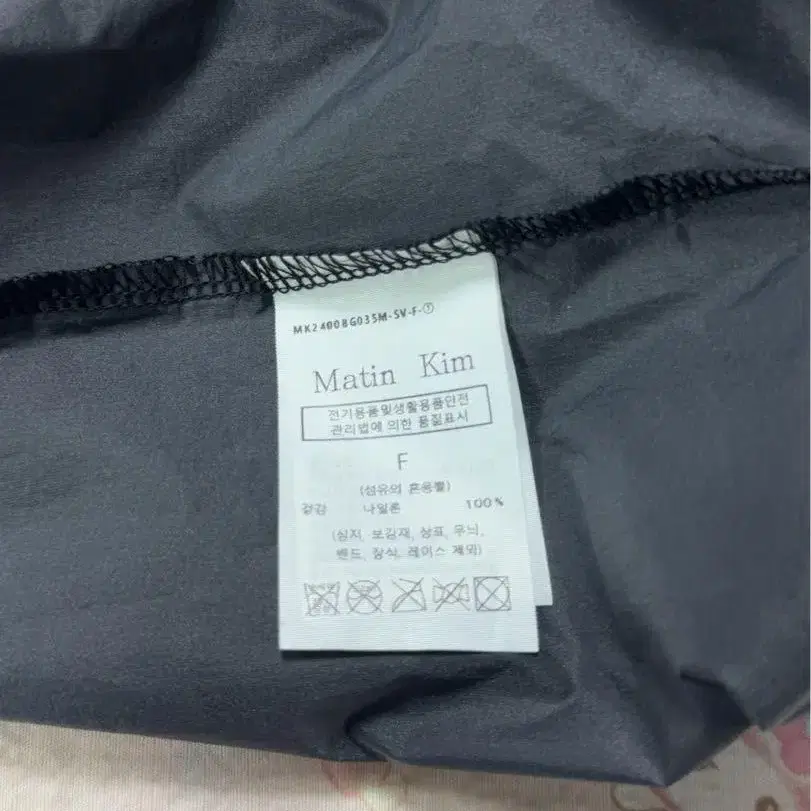 MK2400BG035M-SV-F-①
Matin Kim
전기용품및생활용품안전
관리법에 의한 품질표시
F
(섬유의 혼용률)
겉감 나일론 100%
(심지, 보강재, 상표, 무늬,
밴드, 장식, 레이스 제외)